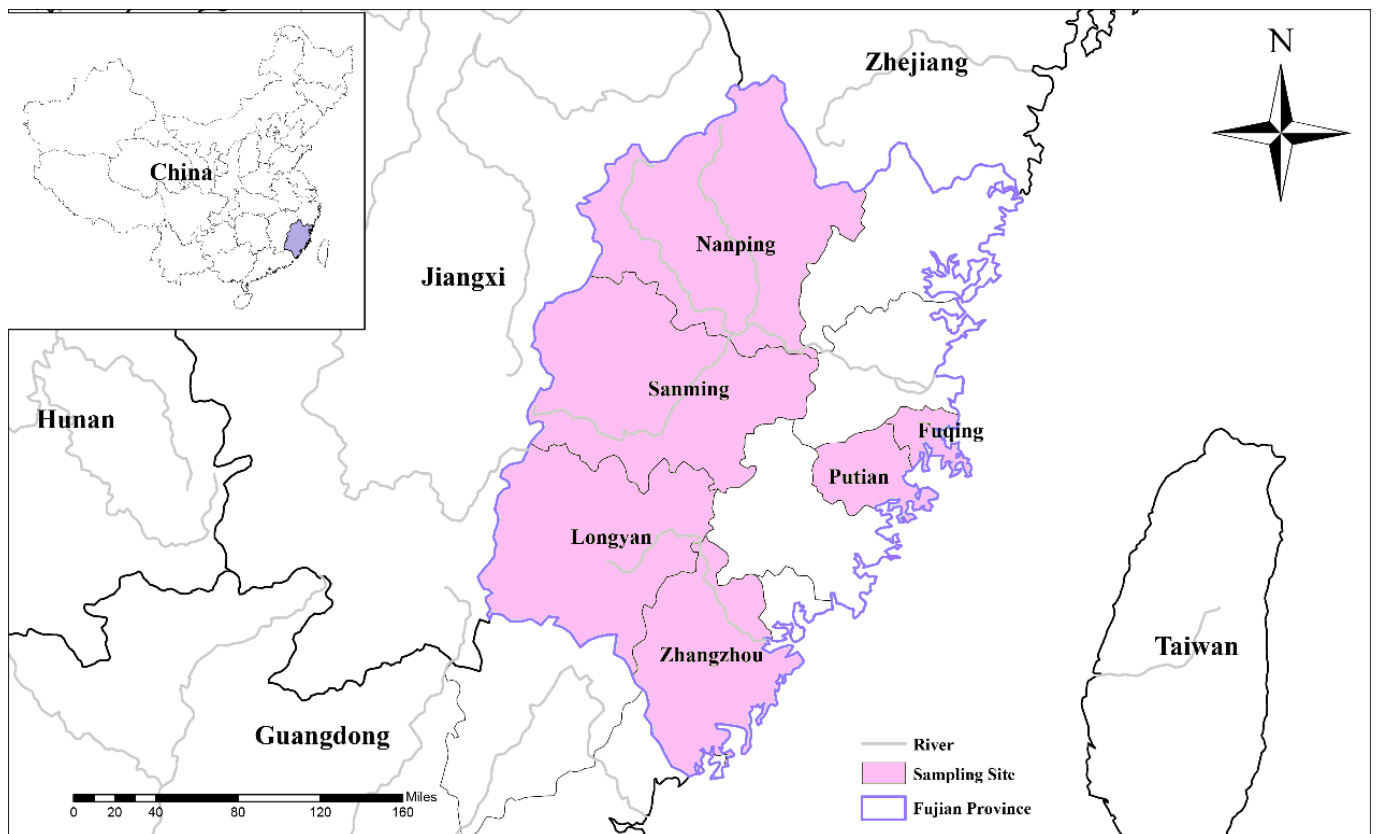 N
Zhejiang
China
Nanping
Jiangxi
Sanming
Hunan
Fuqing
Putian
Longyan
Taiwan
Zhangzhou
Guangdong
River
Sampling Site
Fujian Province
Miles
0 20 40 80 120 160